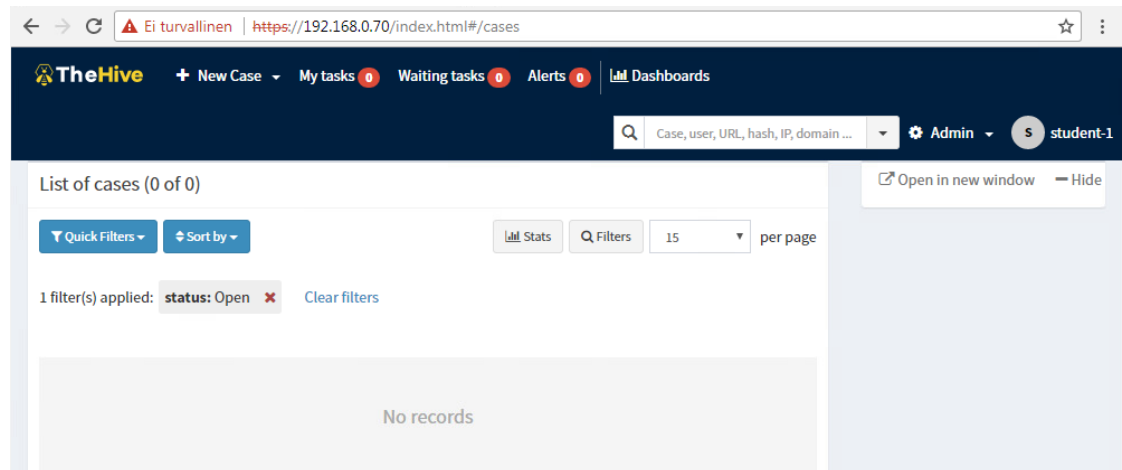 Ei turvallinen | https://192.168.0.70/index.html#/cases
TheHive + New Case My tasks 0 Waiting tasks 0 Alerts 0 Dashboards
Case, user, URL, hash, IP, domain ... Admin S student-1
List of cases (0 of 0)
Open in new window Hide
Quick Filters Sort by Stats Filters 15 per page
1 filter(s) applied: status: Open Clear filters
No records